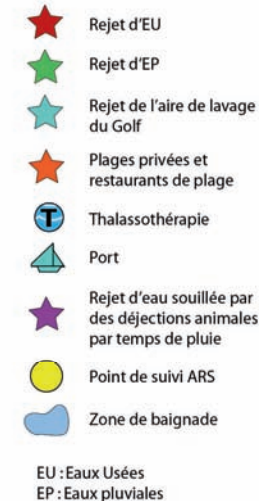 Rejet d’EU
Rejet d’EP
Rejet de l’aire de lavage
du Golf
Plages privées et
restaurants de plage
T
Thalassothérapie
Port
Rejet d’eau souillée par
des déjections animales
par temps de pluie
Point de suivi ARS
Zone de baignade
EU : Eaux Usées
EP : Eaux pluviales